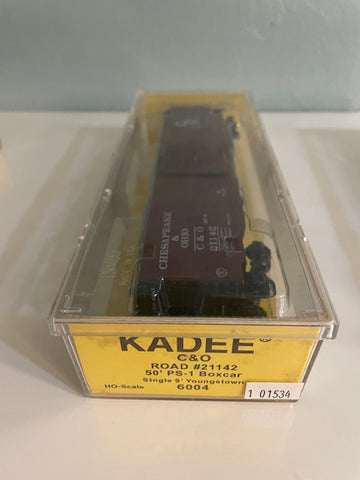 CHESAPEAKE
&
OHIO
C&O
21142
KADEE®
C&O
ROAD #21142
50' PS-1 Boxcar
Single 9' Youngstown
HO-Scale 6004
1 01534